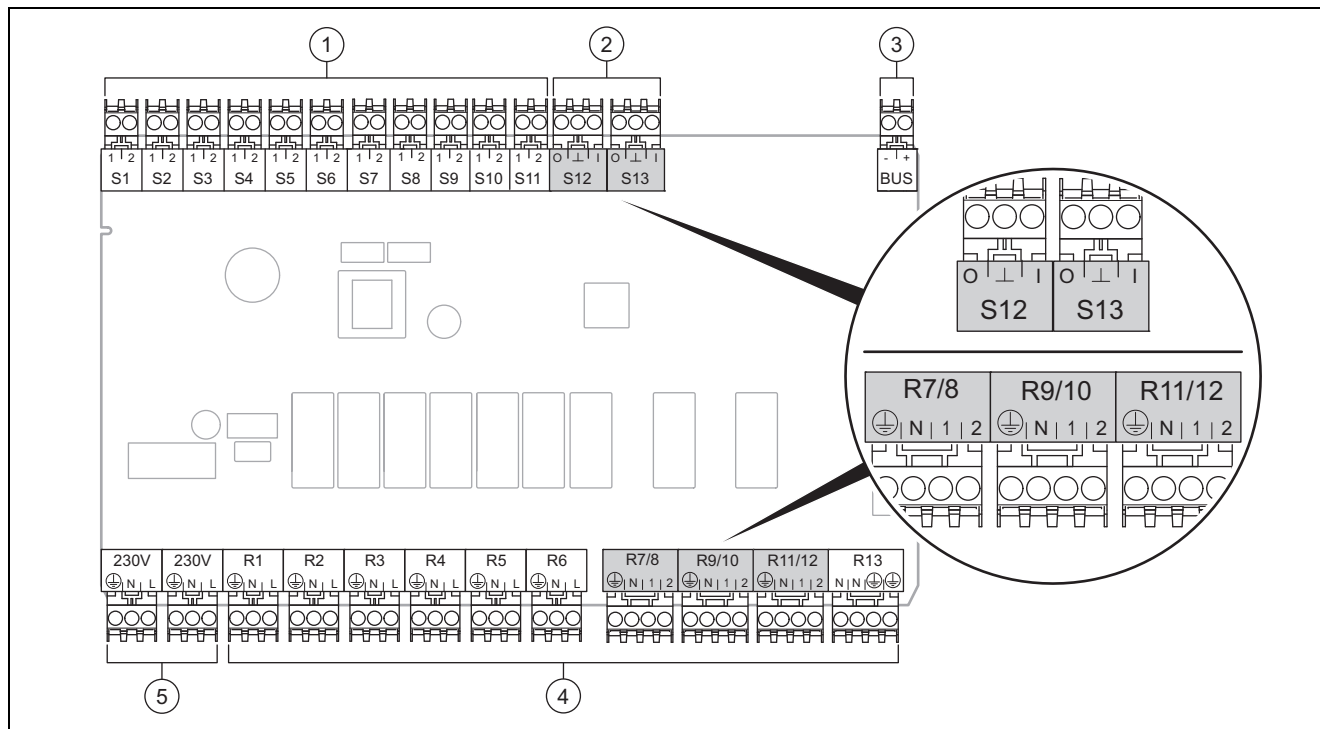 1 2 3
1 2 1 2 1 2 1 2 1 2 1 2 1 2 1 2 1 2 1 2 1 2 O ⊥ I O ⊥ I - +
S1 S2 S3 S4 S5 S6 S7 S8 S9 S10 S11 S12 S13 BUS
O ⊥ I O ⊥ I
S12 S13
R7/8 R9/10 R11/12
N 1 2 N 1 2 N 1 2
230V 230V R1 R2 R3 R4 R5 R6 R7/8 R9/10 R11/12 R13
N L N L N L N L N L N L N L N L N 1 2 N 1 2 N 1 2 N N
5 4